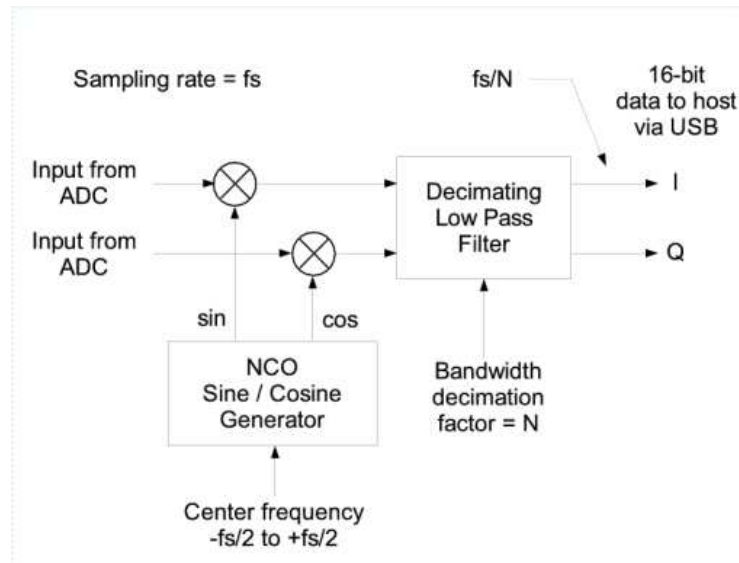 Sampling rate = fs
fs/N
16-bit
data to host
via USB
Input from
ADC
I
Decimating
Low Pass
Filter
Input from
ADC
Q
sin
cos
NCO
Sine / Cosine
Generator
Bandwidth
decimation
factor = N
Center frequency
-fs/2 to +fs/2